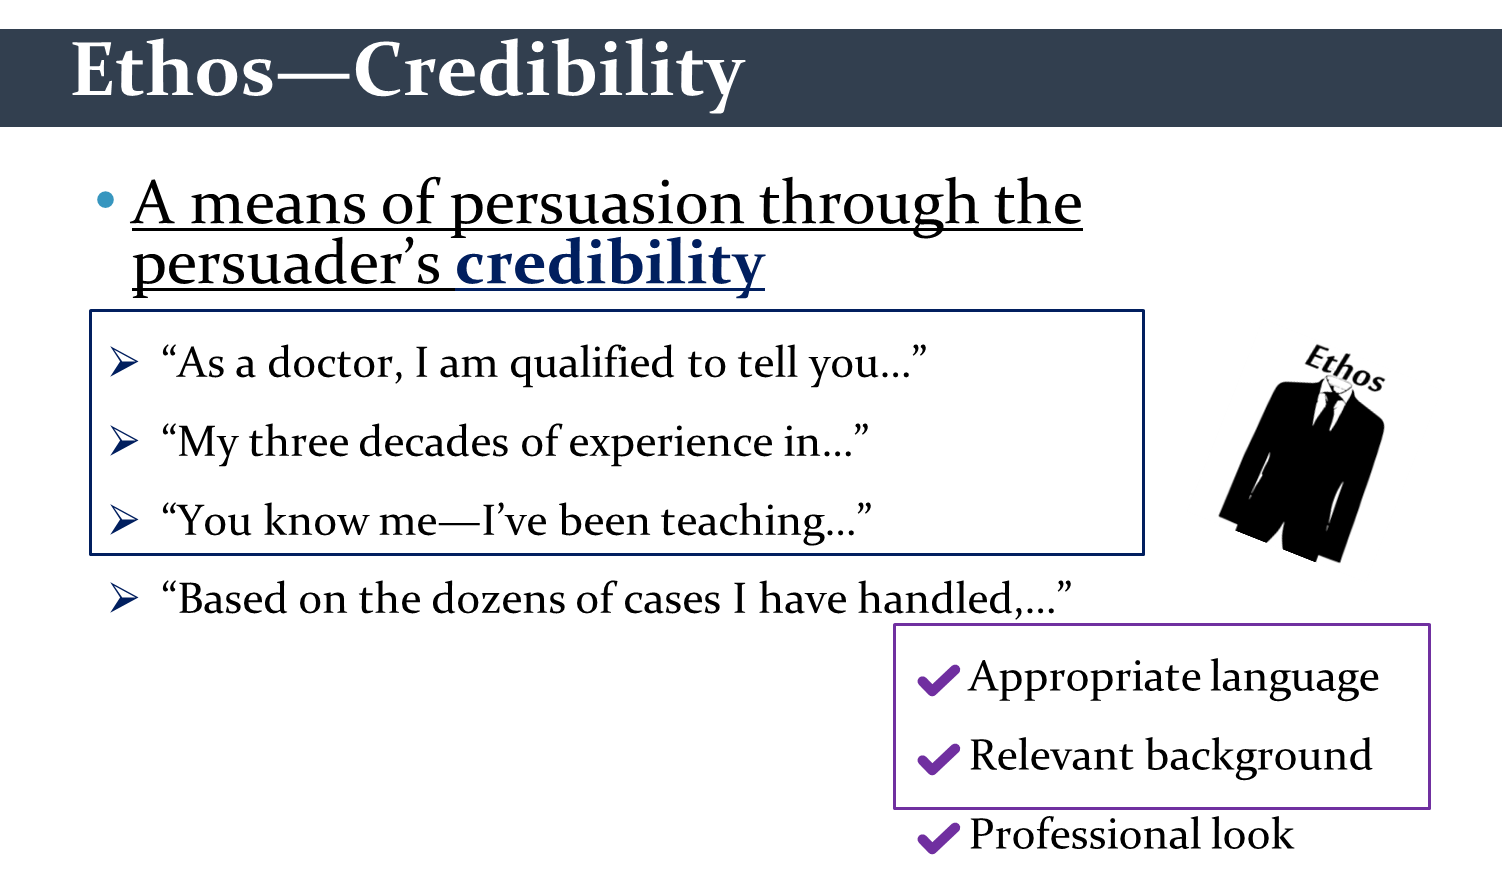 Ethos—Credibility
• A means of persuasion through the
persuader’s credibility
➢ “As a doctor, I am qualified to tell you...”
➢ “My three decades of experience in...”
➢ “You know me—I’ve been teaching...”
➢ “Based on the dozens of cases I have handled,...”
Ethos
✔ Appropriate language
✔ Relevant background
✔ Professional look